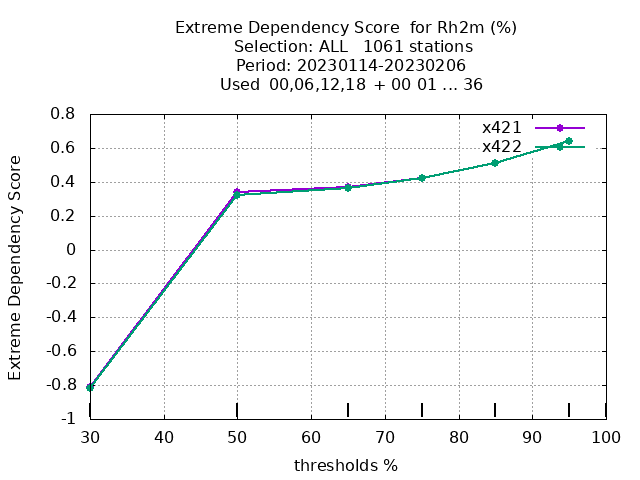 Extreme Dependency Score  for Rh2m (%)
Selection: ALL   1061 stations
Period: 20230114-20230206
Used  00,06,12,18  + 00 01 ... 36
x421
x422
Extreme Dependency Score
0.8
0.6
0.4
0.2
0
-0.2
-0.4
-0.6
-0.8
-1
30 40 50 60 70 80 90 100
thresholds %